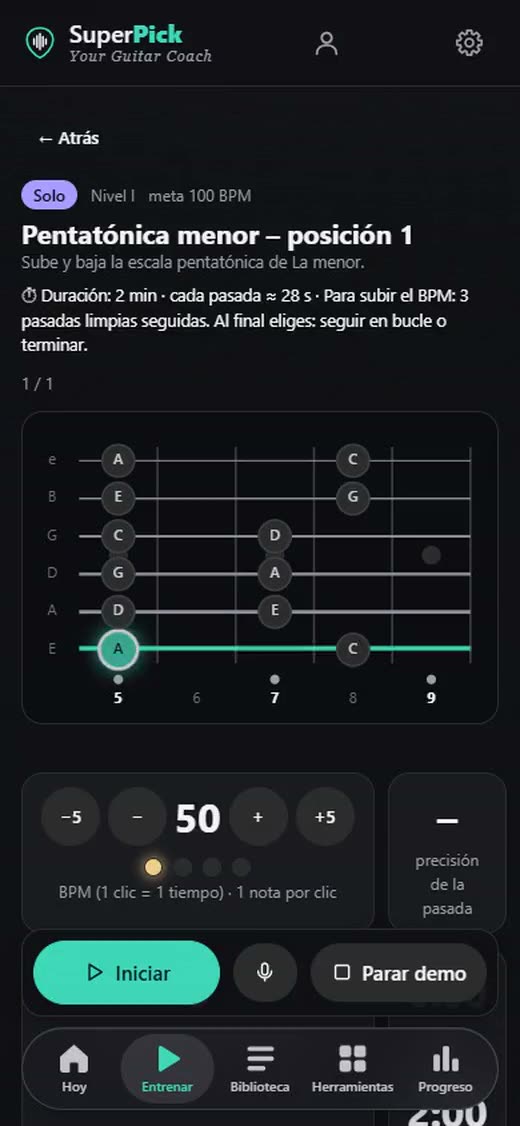 SuperPick
Your Guitar Coach
← Atrás
Solo Nivel I meta 100 BPM
Pentatónica menor – posición 1
Sube y baja la escala pentatónica de La menor.
⏱ Duración: 2 min · cada pasada ≈ 28 s · Para subir el BPM: 3
pasadas limpias seguidas. Al final eliges: seguir en bucle o
terminar.
1 / 1
e A C
B E G
G C D
D G A
A D E
E A C
5 6 7 8 9
−5 − 50 + +5
BPM (1 clic = 1 tiempo) · 1 nota por clic
–
precisión
de la
pasada
Iniciar Parar demo
Hoy Entrenar Biblioteca Herramientas Progreso
2:00